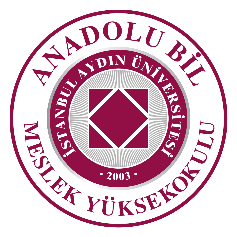 ANADOLU BİL
MESLEK YÜKSEKOKULU
İSTANBUL AYDIN ÜNİVERSİTESİ
- 2003 -